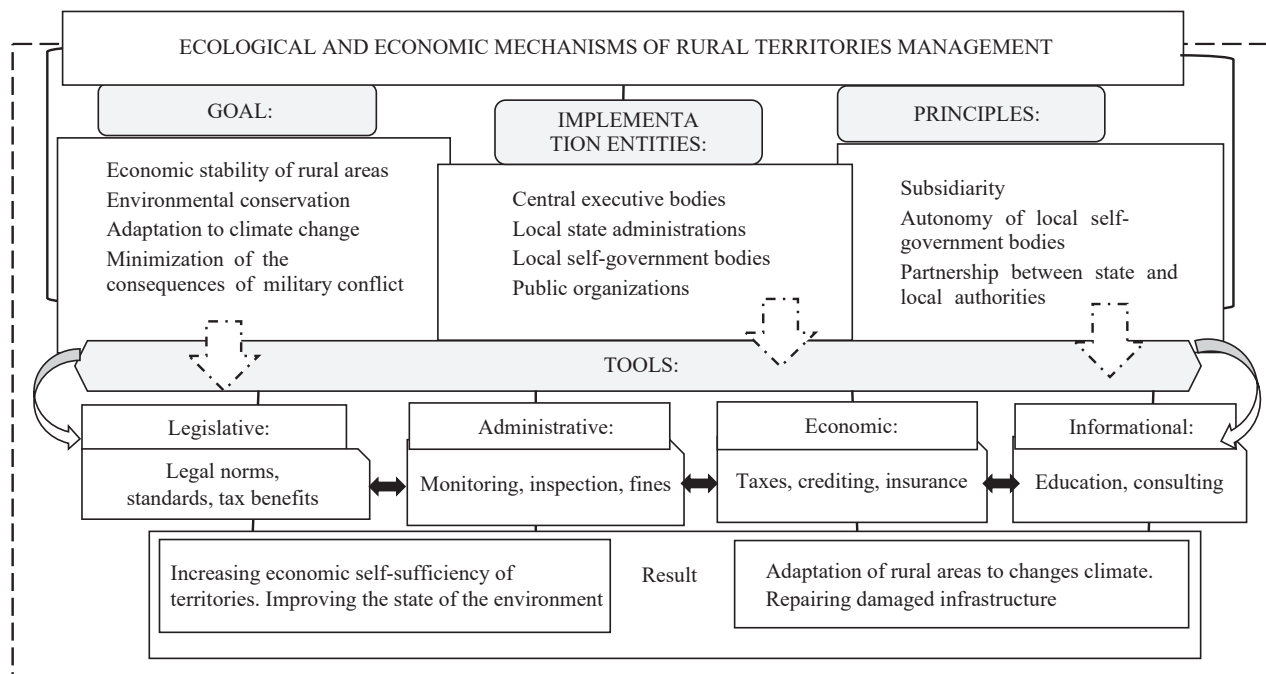 ECOLOGICAL AND ECONOMIC MECHANISMS OF RURAL TERRITORIES MANAGEMENT
GOAL:
Economic stability of rural areas
Environmental conservation
Adaptation to climate change
Minimization of the
consequences of military conflict
IMPLEMENTA
TION ENTITIES:
Central executive bodies
Local state administrations
Local self-government bodies
Public organizations
PRINCIPLES:
Subsidiarity
Autonomy of local self-
government bodies
Partnership between state and
local authorities
TOOLS:
Legislative:
Legal norms,
standards, tax benefits
Administrative:
Monitoring, inspection, fines
Economic:
Taxes, crediting, insurance
Informational:
Education, consulting
Increasing economic self-sufficiency of
territories. Improving the state of the environment
Result
Adaptation of rural areas to changes climate.
Repairing damaged infrastructure